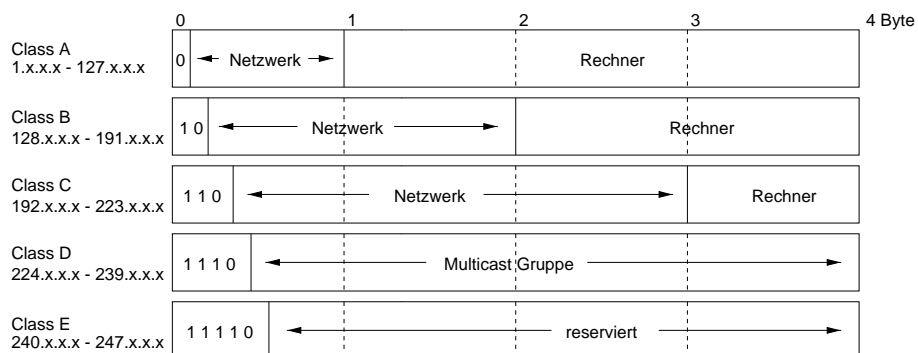 0 1 2 3 4 Byte
Class A
1.x.x.x - 127.x.x.x
0 Netzwerk Rechner
Class B
128.x.x.x - 191.x.x.x
1 0 Netzwerk Rechner
Class C
192.x.x.x - 223.x.x.x
1 1 0 Netzwerk Rechner
Class D
224.x.x.x - 239.x.x.x
1 1 1 0 Multicast Gruppe
Class E
240.x.x.x - 247.x.x.x
1 1 1 1 0 reserviert